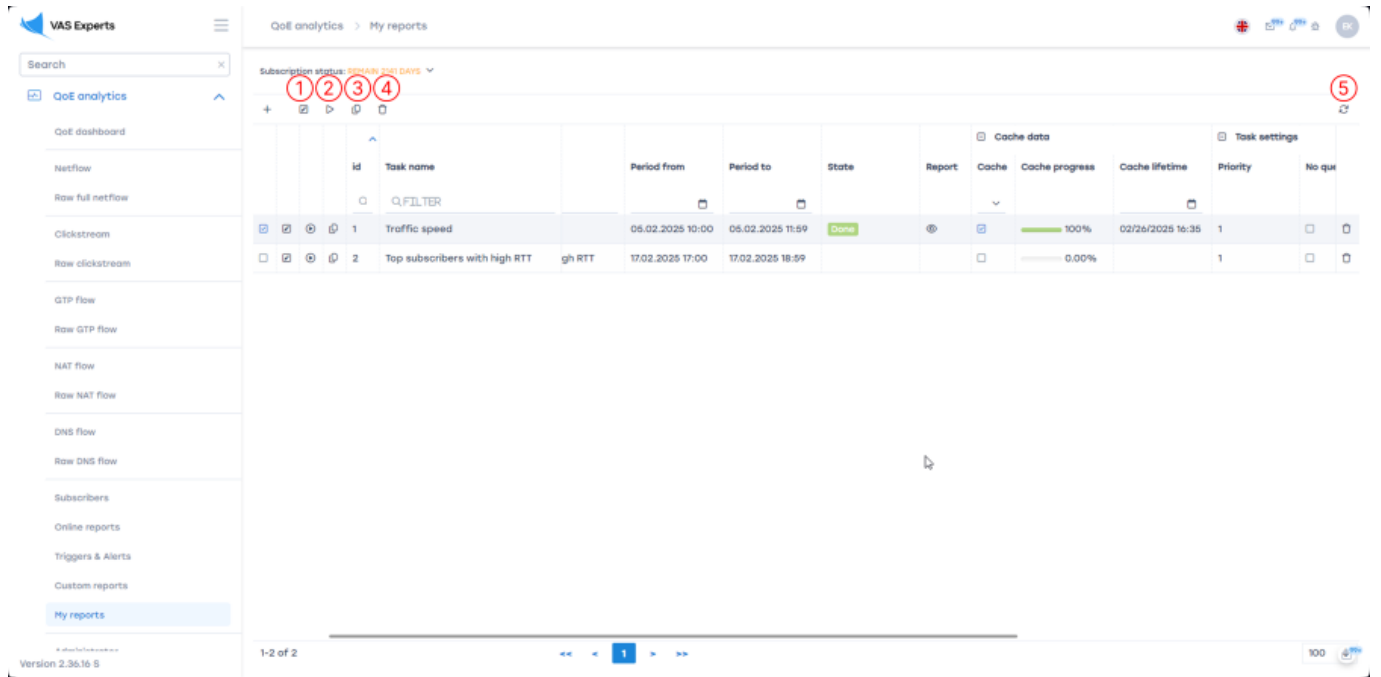 VAS Experts
QoE analytics > My reports
99+ 99+ EK
Search
Subscription status:
1 2 3 4 5
QoE analytics
QoE dashboard
Netflow
Raw full netflow
Clickstream
Raw clickstream
GTP flow
Raw GTP flow
NAT flow
Raw NAT flow
DNS flow
Raw DNS flow
Subscribers
Online reports
Triggers & Alerts
Custom reports
My reports
Version 2.36.16 S
Cache data Task settings
id Task name Period from Period to State Report Cache Cache progress Cache lifetime Priority No que
FILTER
1 Traffic speed 05.02.2025 10:00 05.02.2025 11:59 Done 100% 02/26/2025 16:35 1
2 Top subscribers with high RTT gh RTT 17.02.2025 17:00 17.02.2025 18:59 0.00% 1
1-2 of 2 << < 1 > >> 100 99+